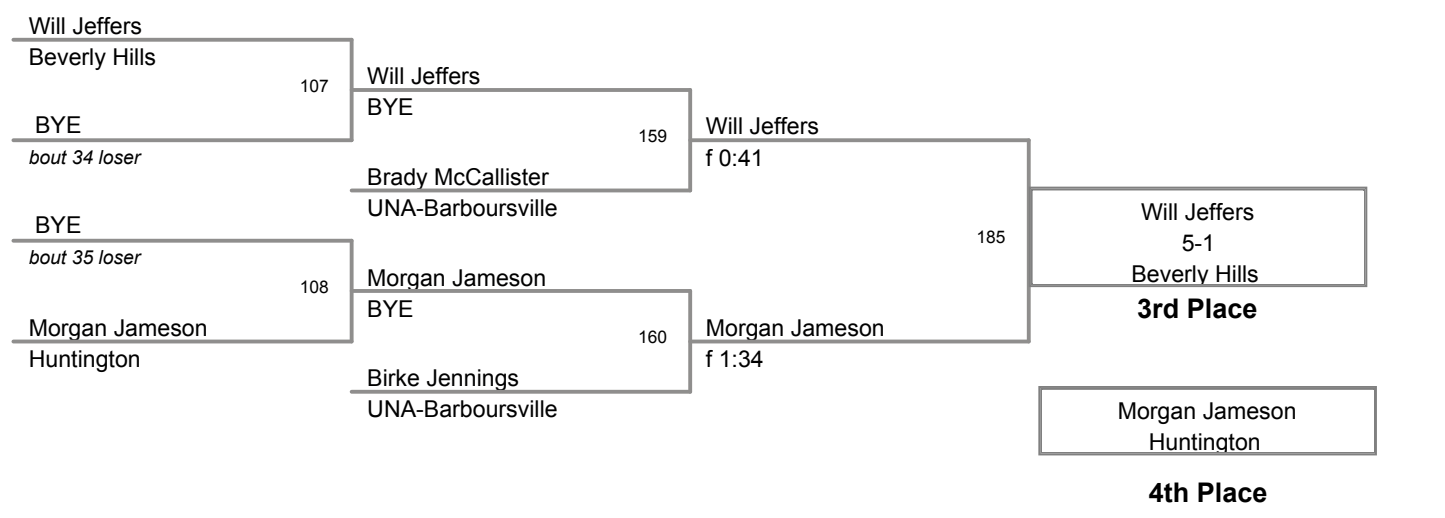 Will Jeffers
Beverly Hills
107
BYE
bout 34 loser
BYE
bout 35 loser
108
Morgan Jameson
Huntington
Will Jeffers
BYE
159
Brady McCallister
UNA-Barboursville
Morgan Jameson
BYE
160
Birke Jennings
UNA-Barboursville
Will Jeffers
f 0:41
185
Morgan Jameson
f 1:34
Will Jeffers
5-1
Beverly Hills
3rd Place
Morgan Jameson
Huntington
4th Place